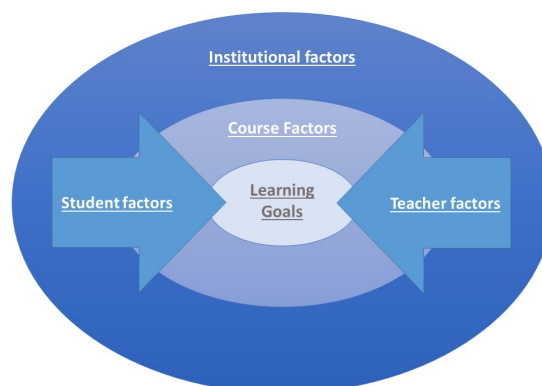 Institutional factors
Course Factors
Learning
Goals
Student factors
Teacher factors